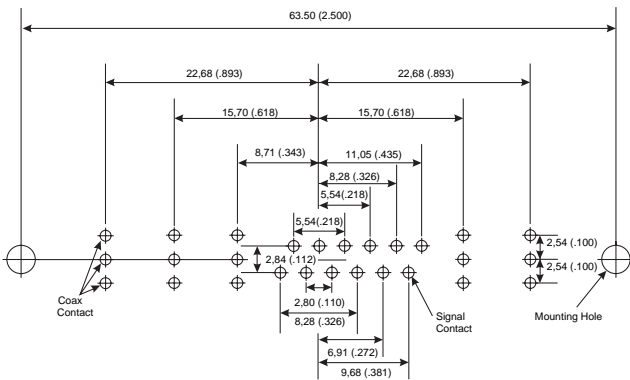 63.50 (2.500)
22,68 (.893) 22,68 (.893)
15,70 (.618) 15,70 (.618)
8,71 (.343) 11,05 (.435)
8,28 (.326)
5,54 (.218)
5,54(.218)
2,54 (.100)
2,84 (.112)
2,54 (.100)
Coax
Contact
2,80 (.110)
8,28 (.326)
Signal
Contact
Mounting Hole
6,91 (.272)
9,68 (.381)